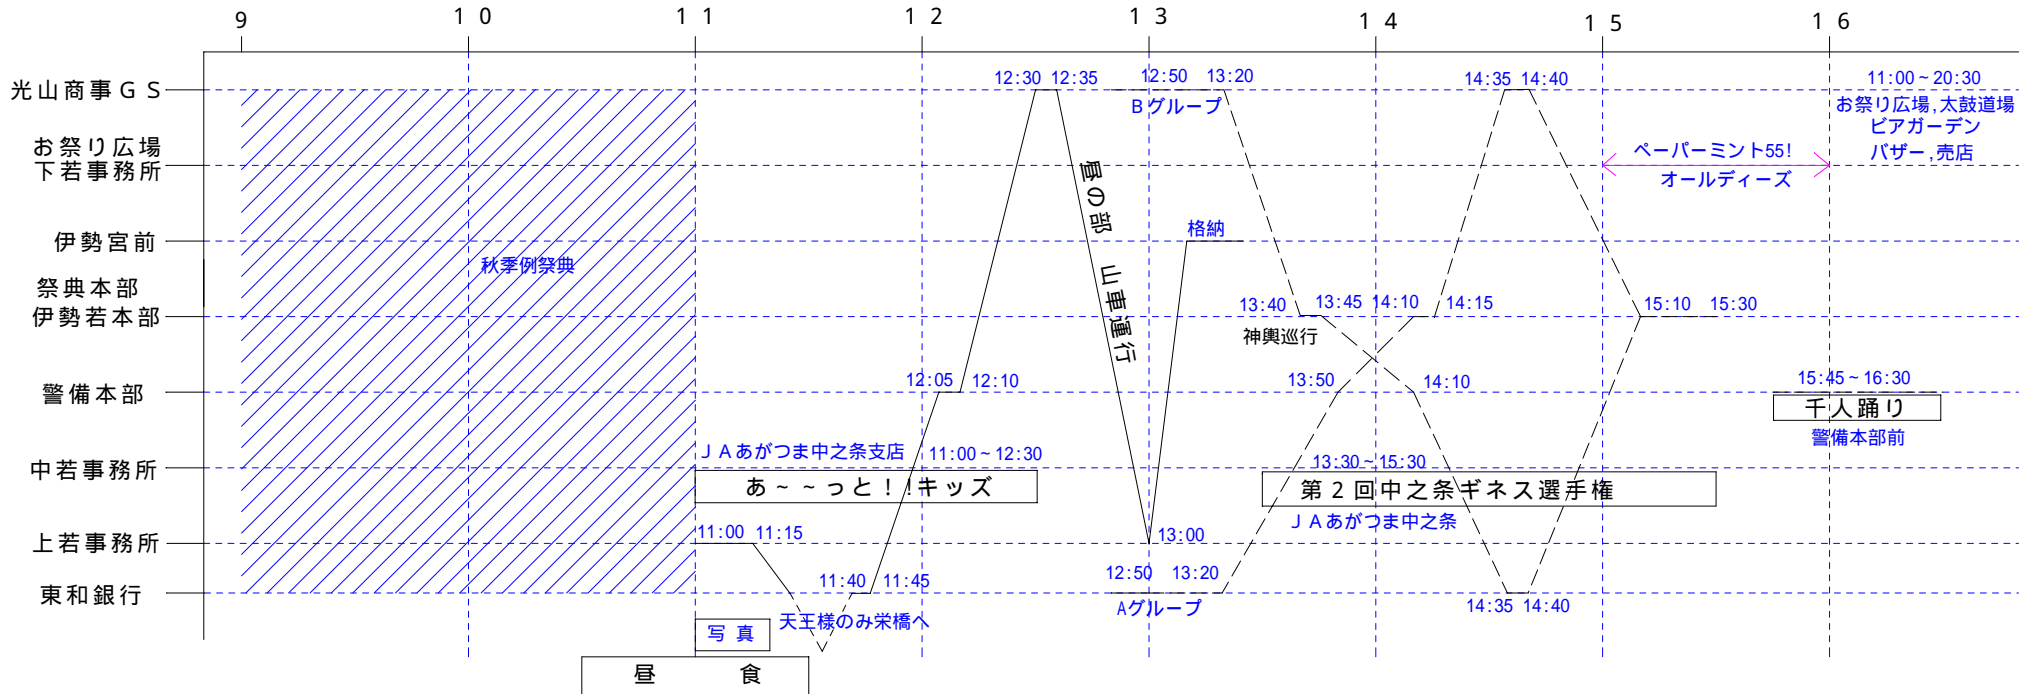 9
10
11
12
13
14
15
16
光山商事GS
12:30 12:35
12:50 13:20
Bグループ
14:35 14:40
11:00~20:30
お祭り広場,太鼓道場
ビアガーデン
バザー,売店
お祭り広場
下若事務所
ペーパーミント55!
オールディーズ
昼の部 山車運行
伊勢宮前
格納
秋季例祭典
祭典本部
伊勢若本部
13:40 13:45 14:10 14:15
15:10 15:30
神輿巡行
警備本部
12:05 12:10
13:50 14:10
15:45~16:30
千人踊り
警備本部前
中若事務所
JAあがつま中之条支店 11:00~12:30
あ~~っと!!キッズ
13:30~15:30
第2回中之条ギネス選手権
JAあがつま中之条
上若事務所
11:00 11:15
13:00
東和銀行
11:40 11:45
12:50 13:20
Aグループ
14:35 14:40
天王様のみ栄橋へ
写真
昼 食